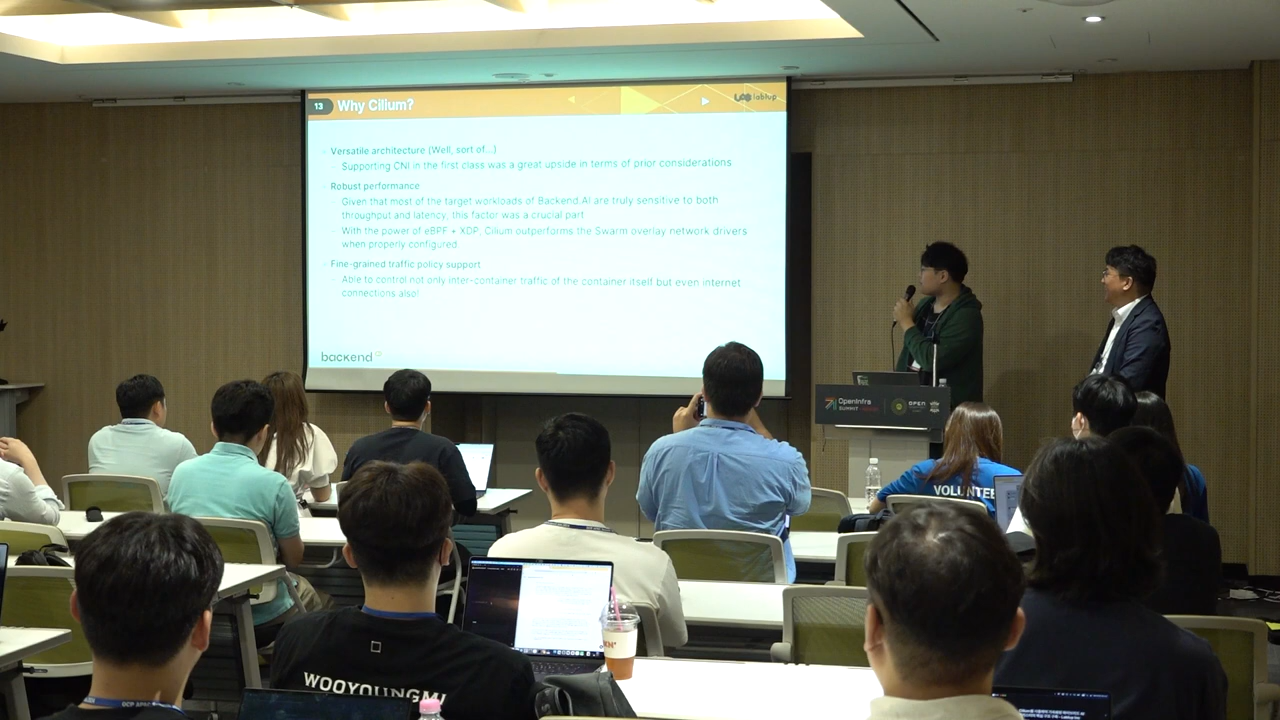 13 Why Cilium?
lablup
Versatile architecture (Well, sort of...)
Supporting CNI in the first class was a great upside in terms of prior considerations
Robust performance
Given that most of the target workloads of Backend.AI are truly sensitive to both
throughput and latency, this factor was a crucial part
With the power of eBPF + XDP, Cilium outperforms the Swarm overlay network drivers
when properly configured.
Fine-grained traffic policy support
Able to control not only inter-container traffic of the container itself but even internet
connections also!
backend
OpenInfra
SUMMIT
OPEN
VOLUNTEE
WOOYOUNGMI